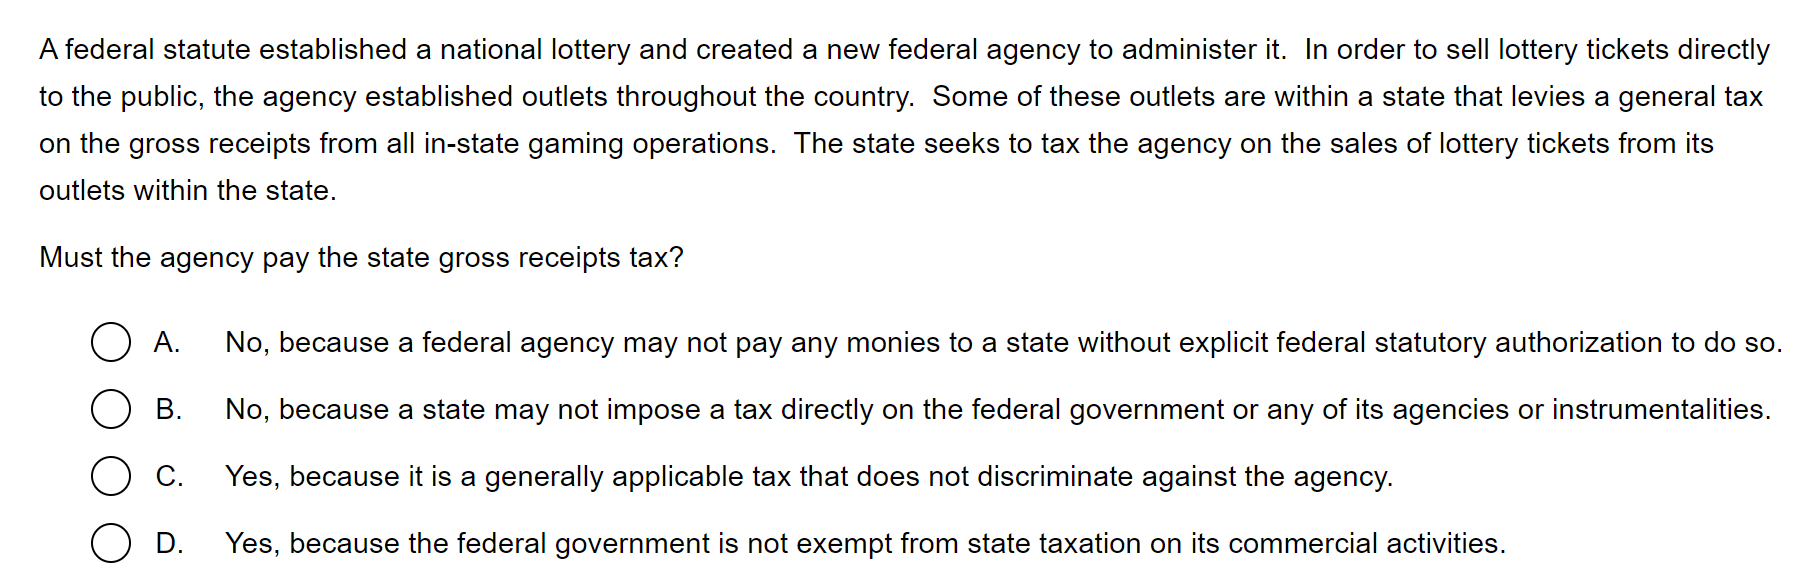 A federal statute established a national lottery and created a new federal agency to administer it.  In order to sell lottery tickets directly
to the public, the agency established outlets throughout the country.  Some of these outlets are within a state that levies a general tax
on the gross receipts from all in-state gaming operations.  The state seeks to tax the agency on the sales of lottery tickets from its
outlets within the state.
Must the agency pay the state gross receipts tax?
A. No, because a federal agency may not pay any monies to a state without explicit federal statutory authorization to do so.
B. No, because a state may not impose a tax directly on the federal government or any of its agencies or instrumentalities.
C. Yes, because it is a generally applicable tax that does not discriminate against the agency.
D. Yes, because the federal government is not exempt from state taxation on its commercial activities.